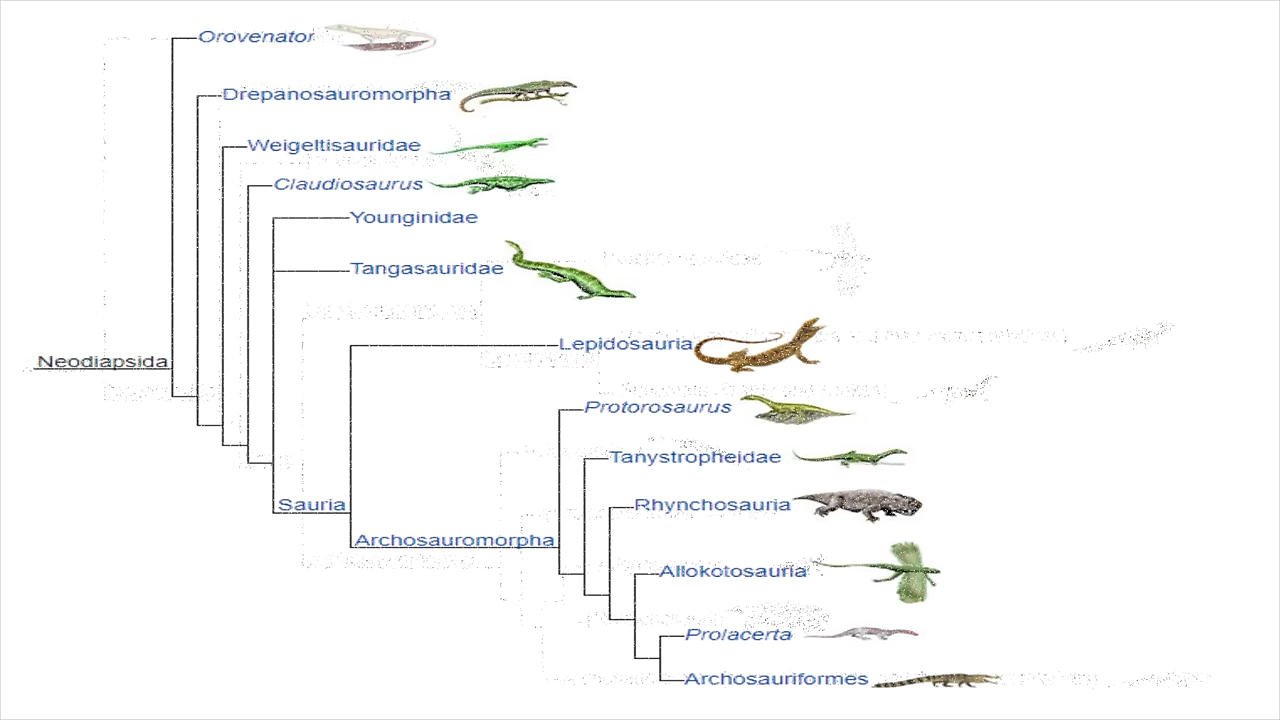 Orovenator
Drepanosauromorpha
Weigeltisauridae
Claudiosaurus
Younginidae
Tangasauridae
Lepidosauria
Neodiapsida
Protorosaurus
Tanystropheidae
Rhynchosauria
Sauria
Archosauromorpha
Allokotosauria
Prolacerta
Archosauriformes